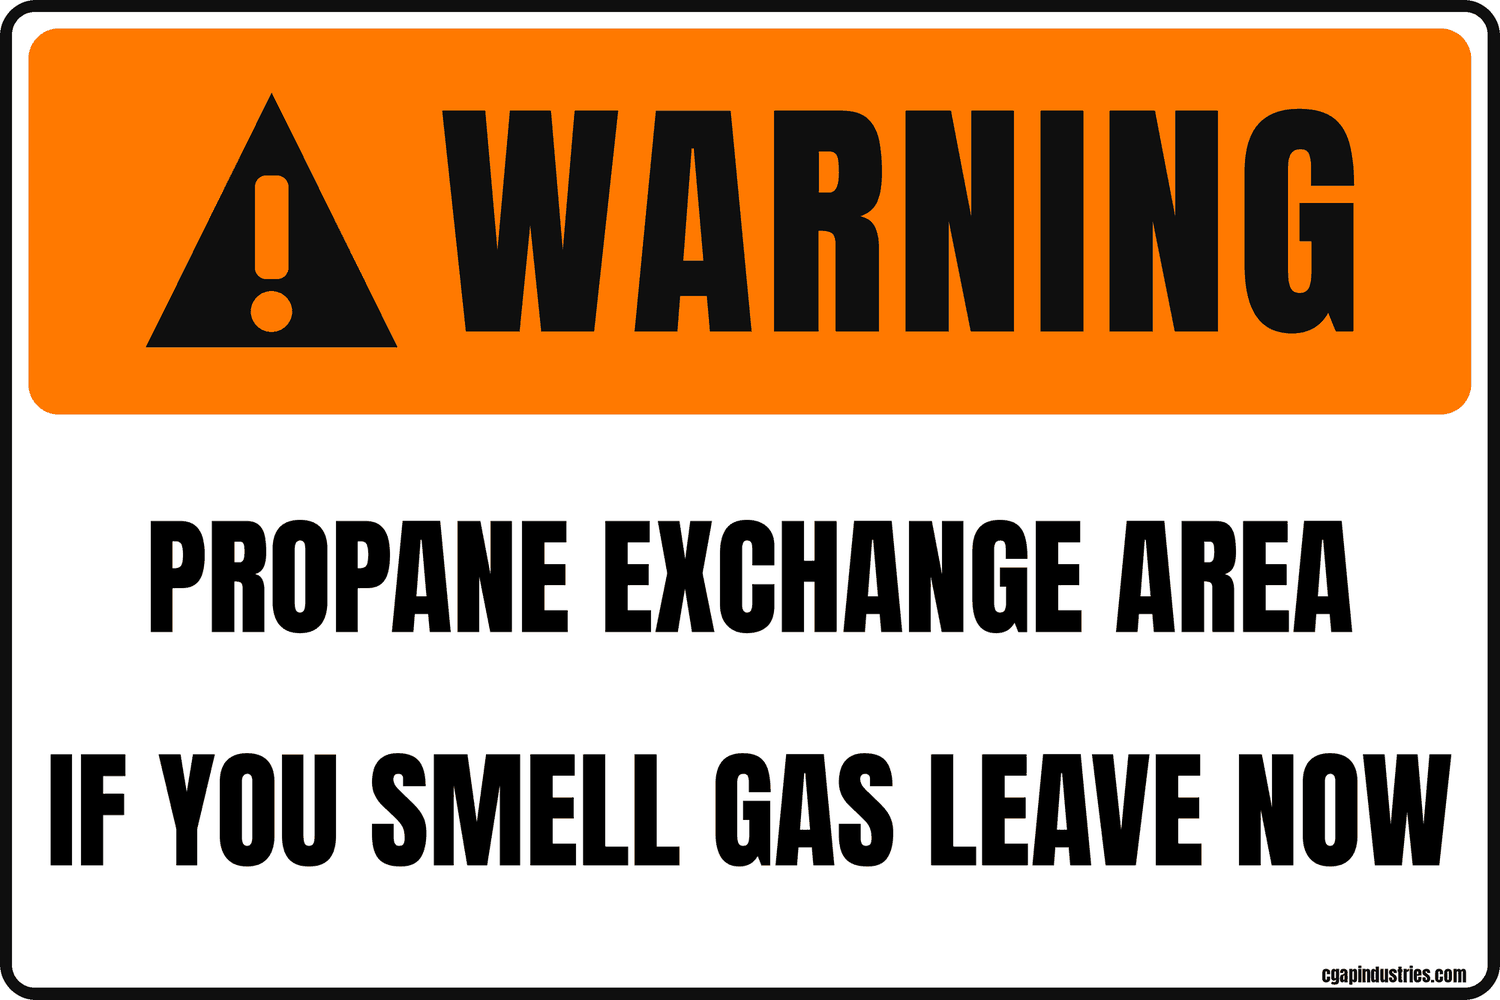 WARNING
PROPANE EXCHANGE AREA
IF YOU SMELL GAS LEAVE NOW
cgapindustries.com